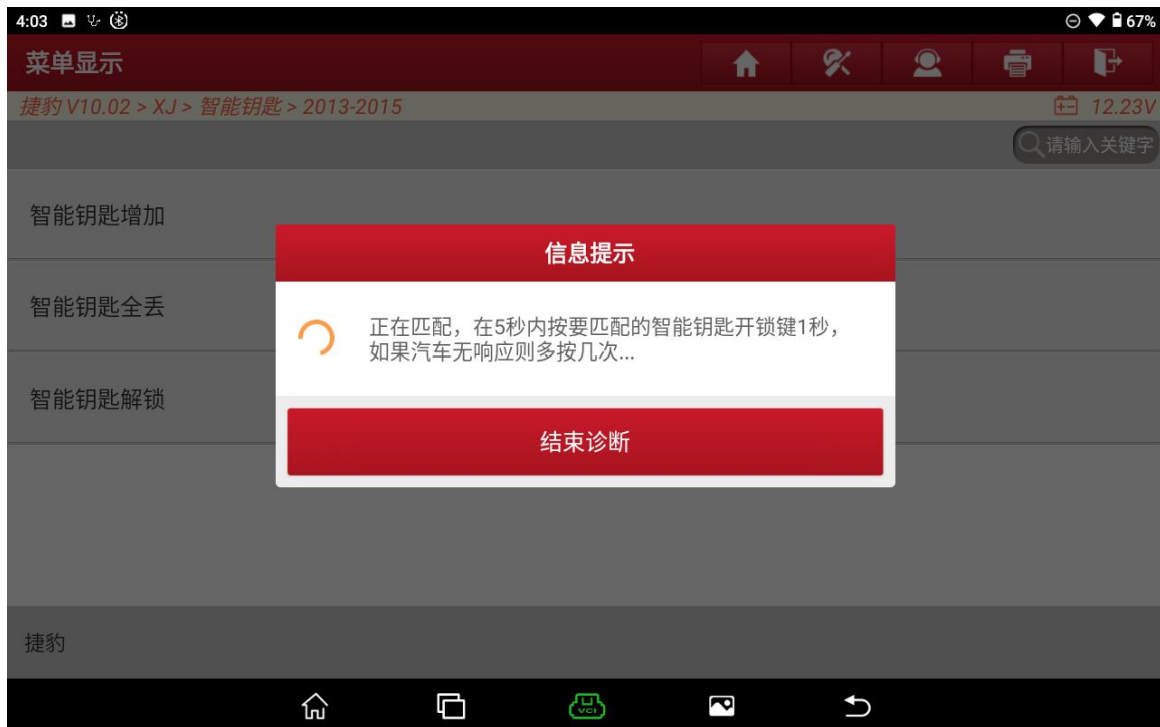 4:03
67%
菜单显示
捷豹 V10.02 > XJ > 智能钥匙 > 2013-2015
12.23V
请输入关键字
智能钥匙增加
信息提示
智能钥匙全丢
正在匹配，在5秒内按要匹配的智能钥匙开锁键1秒，
如果汽车无响应则多按几次...
智能钥匙解锁
结束诊断
捷豹
VCI